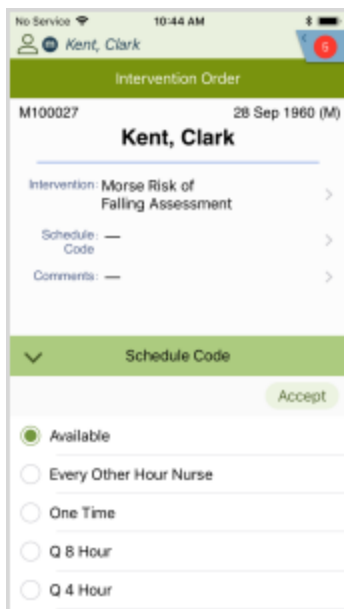 No Service 10:44 AM
m Kent, Clark 6
Intervention Order
M100027 28 Sep 1960 (M)
Kent, Clark
Intervention: Morse Risk of
Falling Assessment
Schedule Code: —
Comments: —
Schedule Code
Accept
Available
Every Other Hour Nurse
One Time
Q 8 Hour
Q 4 Hour